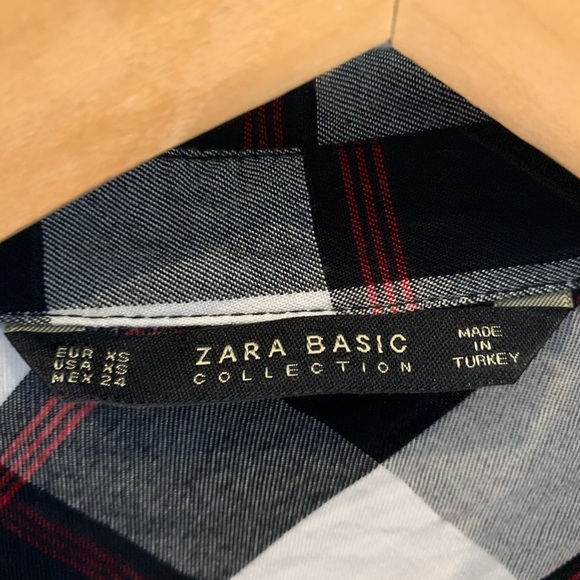 EUR XS
USA XS
MEX 24
ZARA BASIC
COLLECTION
MADE
IN
TURKEY